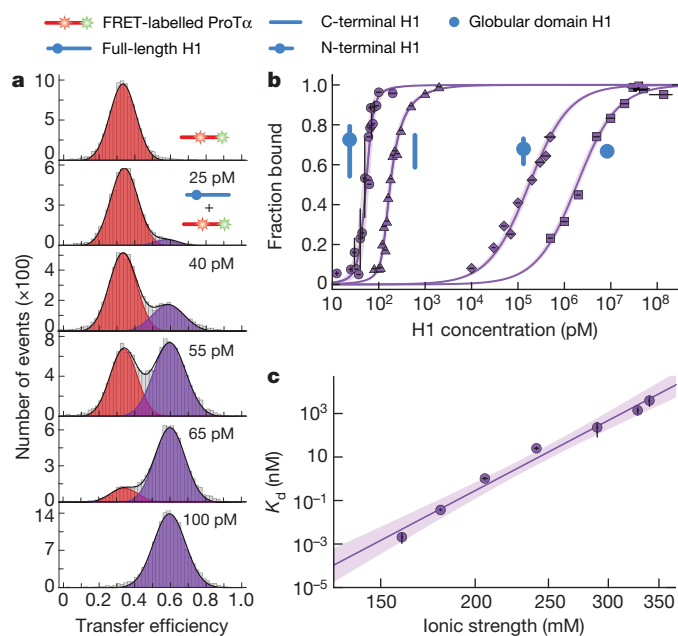 FRET-labelled ProTα
C-terminal H1
Globular domain H1
Full-length H1
N-terminal H1
a
10
5
0
25 pM
+
6
4
2
0
40 pM
4
2
0
55 pM
8
4
0
65 pM
6
3
0
100 pM
14
7
0
0 0.2 0.4 0.6 0.8 1.0
Number of events (×100)
Transfer efficiency
b
1.0
0.8
0.6
0.4
0.2
0
Fraction bound
10 10² 10³ 10⁴ 10⁵ 10⁶ 10⁷ 10⁸
H1 concentration (pM)
c
10³
10
10⁻¹
10⁻³
10⁻⁵
Kd (nM)
150 200 250 300 350
Ionic strength (mM)